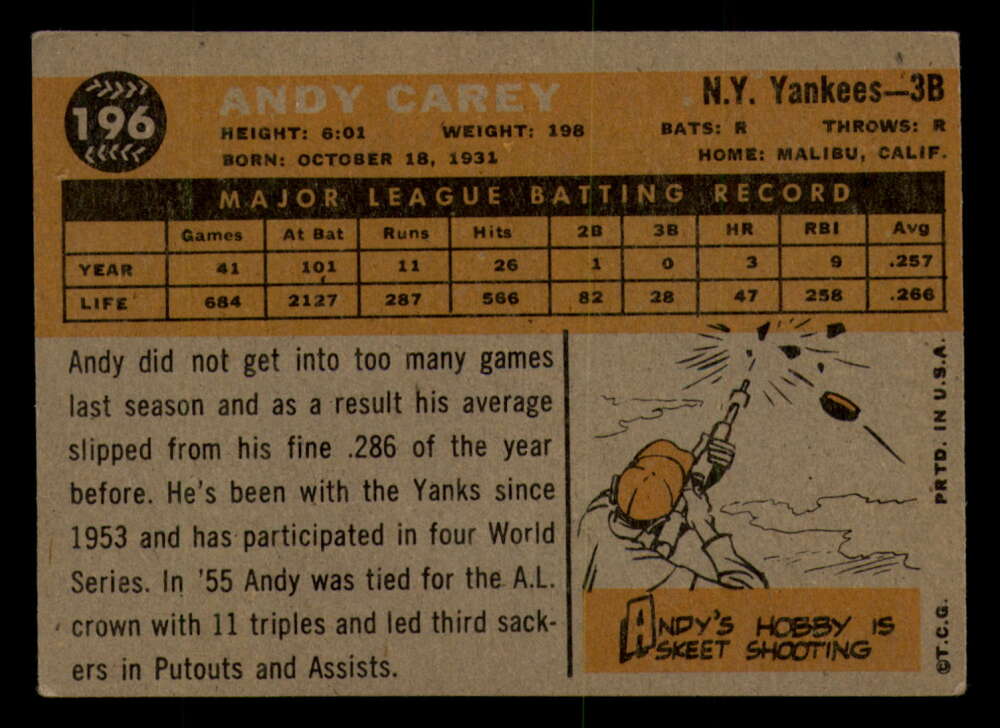 196
ANDY CAREY
N.Y. Yankees—3B
HEIGHT: 6:01 WEIGHT: 198 BATS: R THROWS: R
BORN: OCTOBER 18, 1931 HOME: MALIBU, CALIF.
MAJOR LEAGUE BATTING RECORD
Games At Bat Runs Hits 2B 3B HR RBI Avg
YEAR 41 101 11 26 1 0 3 9 .257
LIFE 684 2127 287 566 82 28 47 258 .266
Andy did not get into too many games
last season and as a result his average
slipped from his fine .286 of the year
before. He's been with the Yanks since
1953 and has participated in four World
Series. In '55 Andy was tied for the A.L.
crown with 11 triples and led third sack-
ers in Putouts and Assists.
ANDY'S HOBBY IS
SKEET SHOOTING
©T.C.G. PRTD. IN U.S.A.